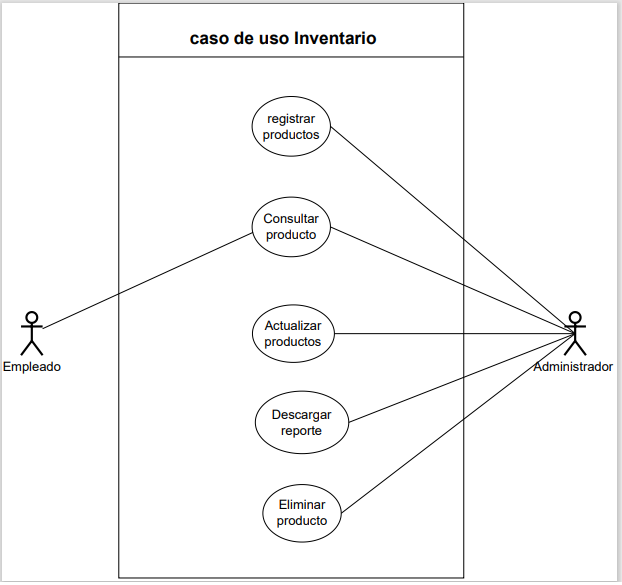 caso de uso Inventario
registrar
productos
Consultar
producto
Actualizar
productos
Empleado
Administrador
Descargar
reporte
Eliminar
producto